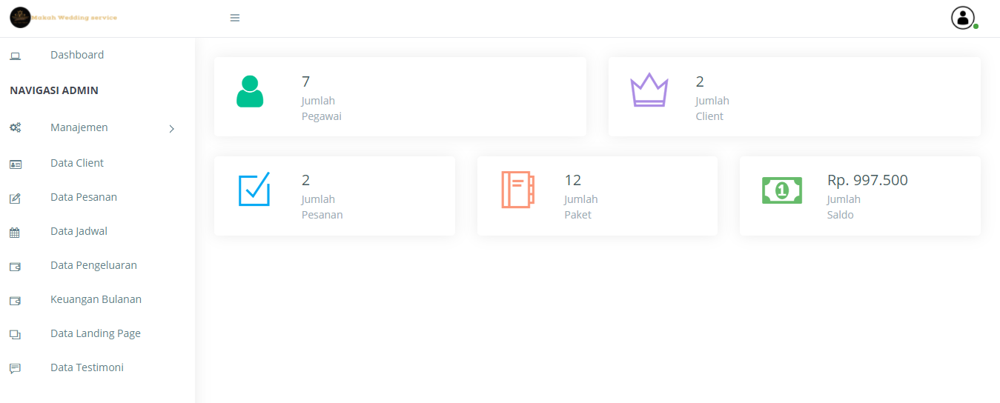 Makah Wedding service
Dashboard
NAVIGASI ADMIN
Manajemen
Data Client
Data Pesanan
Data Jadwal
Data Pengeluaran
Keuangan Bulanan
Data Landing Page
Data Testimoni
7
Jumlah
Pegawai
2
Jumlah
Client
2
Jumlah
Pesanan
12
Jumlah
Paket
1
Rp. 997.500
Jumlah
Saldo